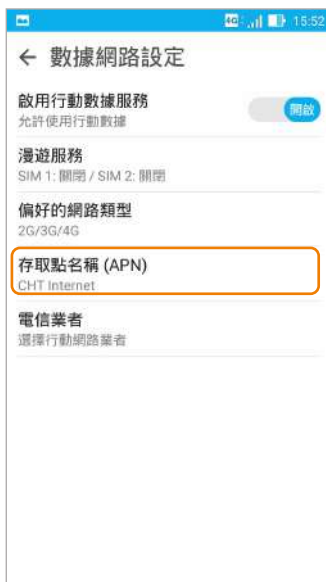 4G 15:52
← 數據網路設定
啟用行動數據服務
開啟
允許使用行動數據
漫遊服務
SIM 1: 關閉 / SIM 2: 關閉
偏好的網路類型
2G/3G/4G
存取點名稱 (APN)
CHT Internet
電信業者
選擇行動網路業者